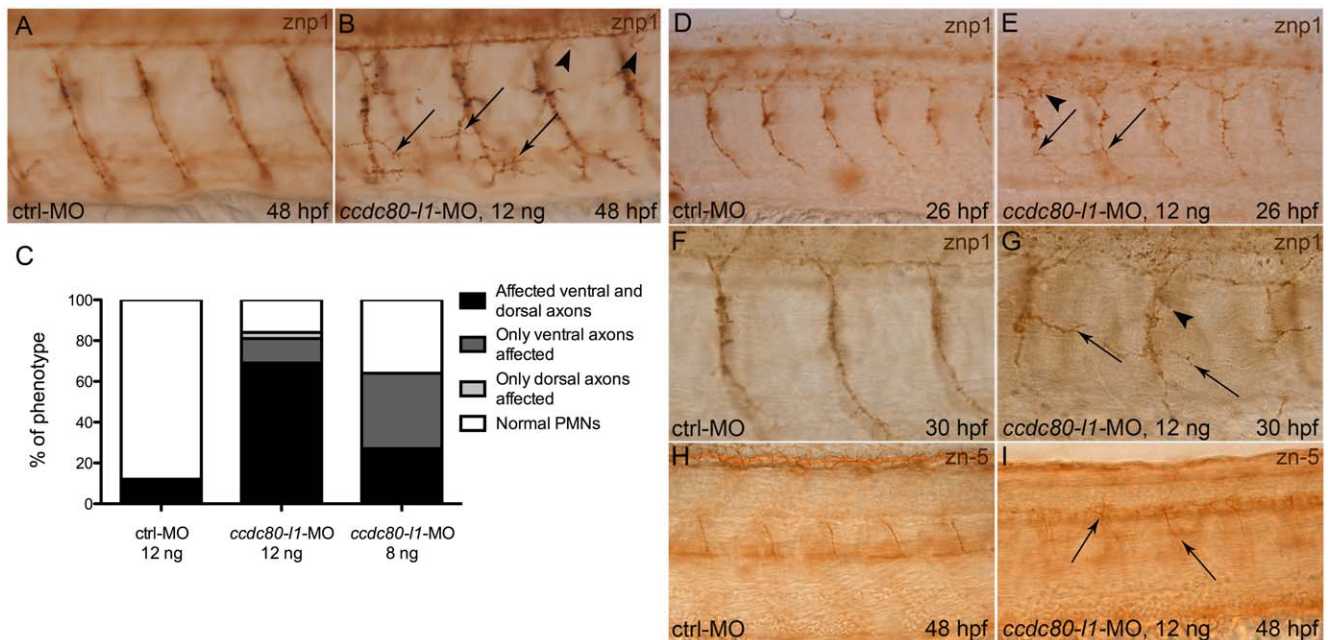 A
znp1
ctrl-MO
48 hpf
B
znp1
ccdc80-l1-MO, 12 ng
48 hpf
C
% of phenotype
100
80
60
40
20
0
ctrl-MO
12 ng
ccdc80-l1-MO
12 ng
ccdc80-l1-MO
8 ng
Affected ventral and
dorsal axons
Only ventral axons
affected
Only dorsal axons
affected
Normal PMNs
D
znp1
ctrl-MO
26 hpf
E
znp1
ccdc80-l1-MO, 12 ng
26 hpf
F
znp1
ctrl-MO
30 hpf
G
znp1
ccdc80-l1-MO, 12 ng
30 hpf
H
zn-5
ctrl-MO
48 hpf
I
zn-5
ccdc80-l1-MO, 12 ng
48 hpf